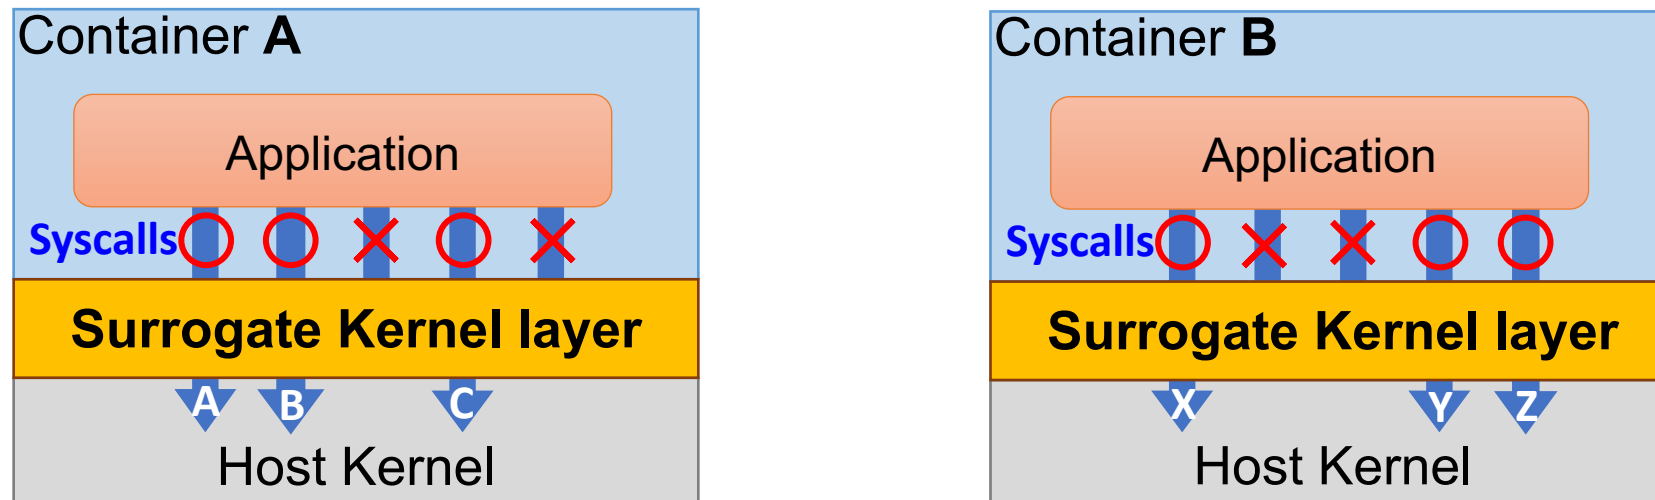 Container A
Application
Syscalls
Surrogate Kernel layer
A B C
Host Kernel
Container B
Application
Syscalls
Surrogate Kernel layer
X Y Z
Host Kernel